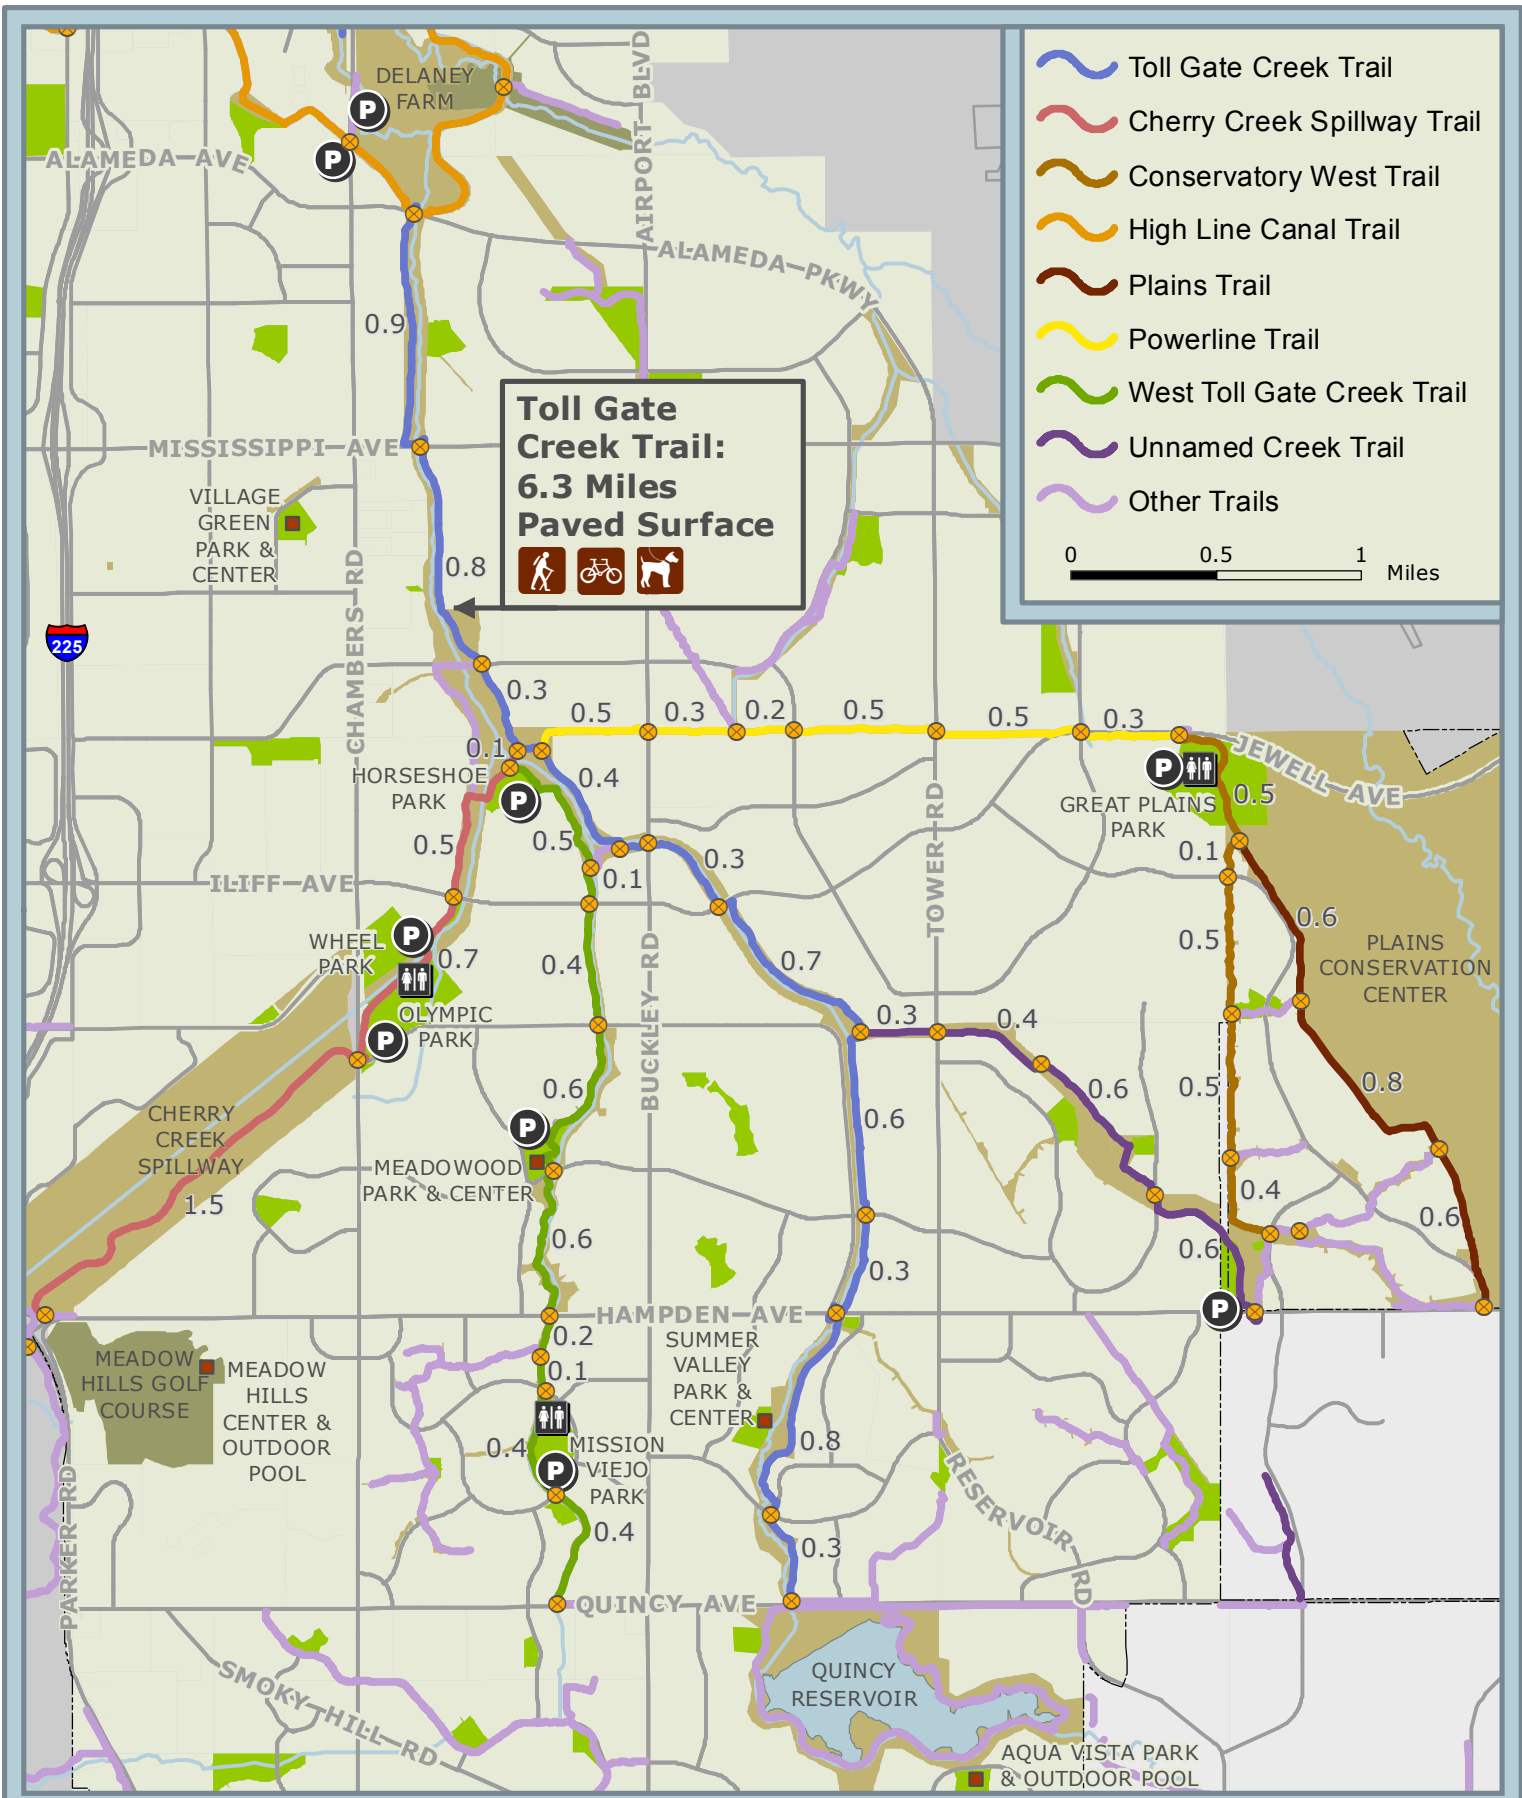 Toll Gate Creek Trail
Cherry Creek Spillway Trail
Conservatory West Trail
High Line Canal Trail
Plains Trail
Powerline Trail
West Toll Gate Creek Trail
Unnamed Creek Trail
Other Trails
0 0.5 1
Miles
DELANEY
FARM
P
P
ALAMEDA AVE
AIRPORT BLVD
ALAMEDA PKWY
0.9
Toll Gate
Creek Trail:
6.3 Miles
Paved Surface
MISSISSIPPI AVE
VILLAGE
GREEN
PARK &
CENTER
CHAMBERS RD
0.8
225
0.3
0.5
0.3
0.2
0.5
0.5
0.3
0.1
HORSESHOE
PARK
P
0.4
JEWELL AVE
P
GREAT PLAINS
PARK
0.5
0.5
0.5
0.3
0.1
0.1
ILIFF AVE
TOWER RD
0.6
WHEEL
PARK
P
0.7
0.4
0.7
0.5
PLAINS
CONSERVATION
CENTER
OLYMPIC
PARK
P
BUCKLEY RD
0.3
0.4
0.6
0.6
0.6
0.5
0.8
CHERRY
CREEK
SPILLWAY
1.5
P
MEADOWOOD
PARK & CENTER
0.6
0.4
0.6
0.6
0.3
P
HAMPDEN AVE
0.2
0.1
SUMMER
VALLEY
PARK &
CENTER
MEADOW
HILLS GOLF
COURSE
MEADOW
HILLS
CENTER &
OUTDOOR
POOL
0.4
MISSION
VIEJO
PARK
P
0.8
RESERVOIR RD
0.4
0.3
PARKER RD
QUINCY AVE
SMOKY HILL RD
QUINCY
RESERVOIR
AQUA VISTA PARK
& OUTDOOR POOL